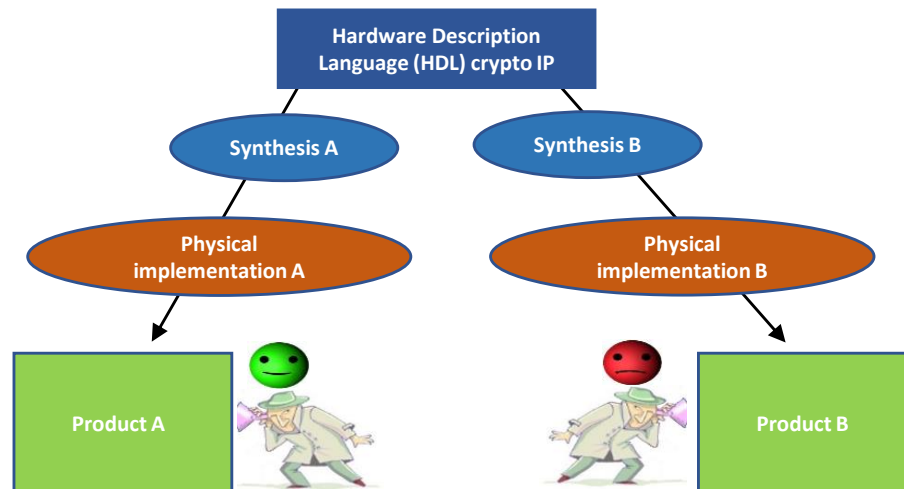 Hardware Description
Language (HDL) crypto IP
Synthesis A
Synthesis B
Physical
implementation A
Physical
implementation B
Product A
Product B